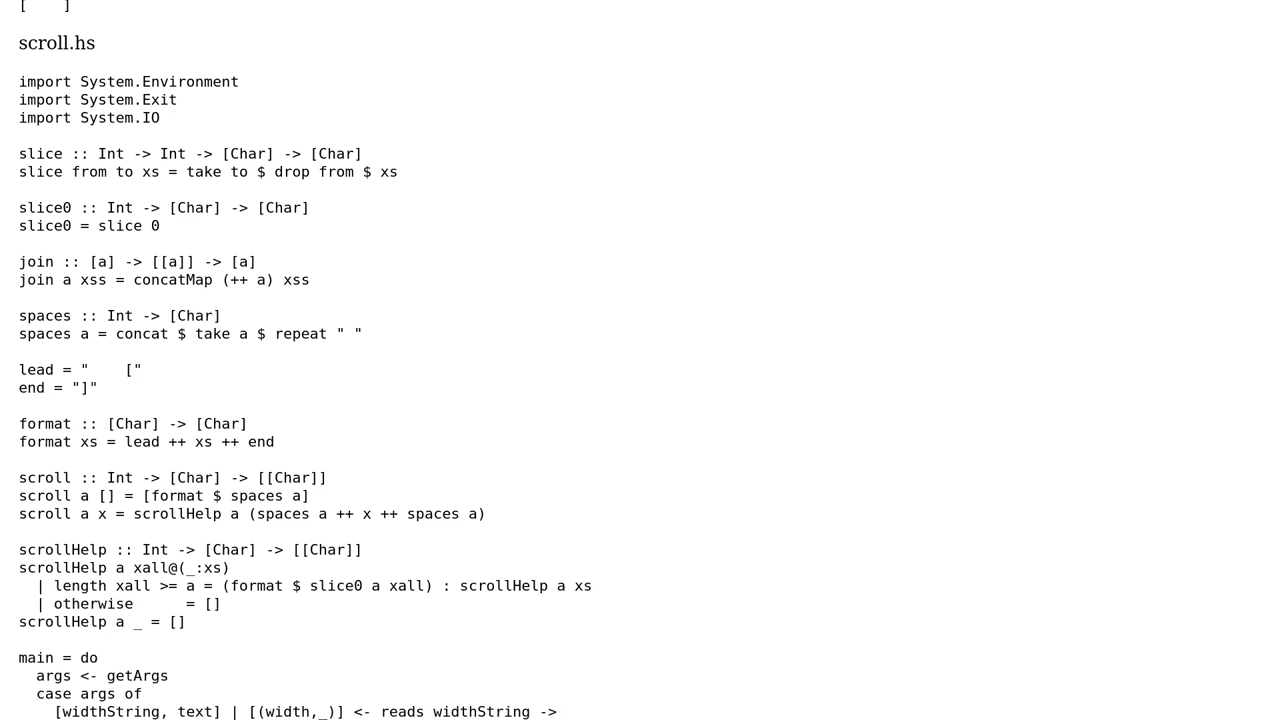 [    ]
scroll.hs
import System.Environment
import System.Exit
import System.IO
slice :: Int -> Int -> [Char] -> [Char]
slice from to xs = take to $ drop from $ xs
slice0 :: Int -> [Char] -> [Char]
slice0 = slice 0
join :: [a] -> [[a]] -> [a]
join a xss = concatMap (++ a) xss
spaces :: Int -> [Char]
spaces a = concat $ take a $ repeat " "
lead = "    ["
end = "]"
format :: [Char] -> [Char]
format xs = lead ++ xs ++ end
scroll :: Int -> [Char] -> [[Char]]
scroll a [] = [format $ spaces a]
scroll a x = scrollHelp a (spaces a ++ x ++ spaces a)
scrollHelp :: Int -> [Char] -> [[Char]]
scrollHelp a xall@(_:xs)
  | length xall >= a = (format $ slice0 a xall) : scrollHelp a xs
  | otherwise      = []
scrollHelp a _ = []
main = do
  args <- getArgs
  case args of
    [widthString, text] | [(width,_)] <- reads widthString ->